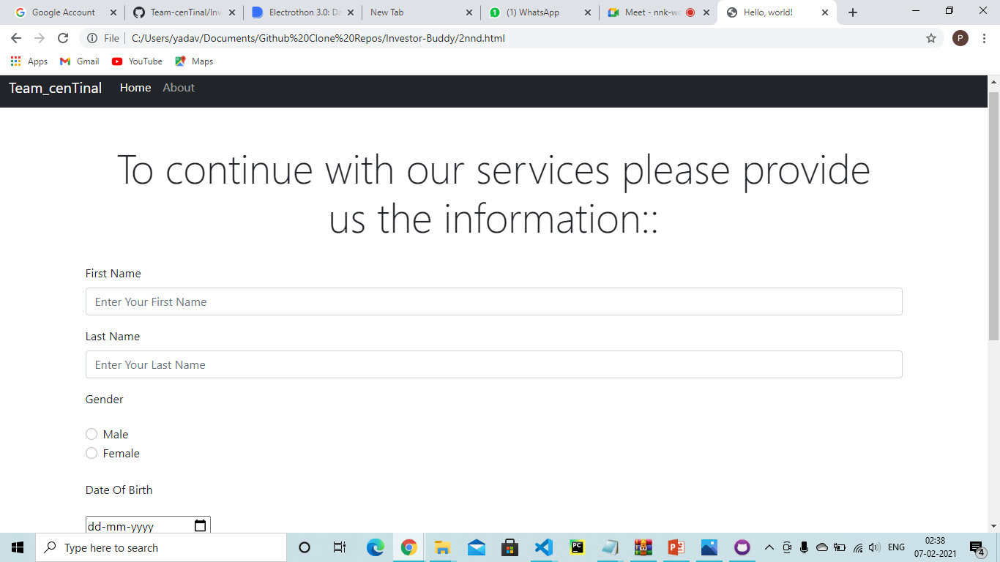 Google Account
Team-cenTinal/Inv
Electrothon 3.0: Da
New Tab
(1) WhatsApp
Meet - nnk-wc
Hello, world!
File
C:/Users/yadav/Documents/Github%20Clone%20Repos/Investor-Buddy/2nnd.html
P
Apps
Gmail
YouTube
Maps
Team_cenTinal
Home
About
To continue with our services please provide
us the information::
First Name
Enter Your First Name
Last Name
Enter Your Last Name
Gender
Male
Female
Date Of Birth
dd-mm-yyyy
Type here to search
PC
ENG
02:38
07-02-2021
4